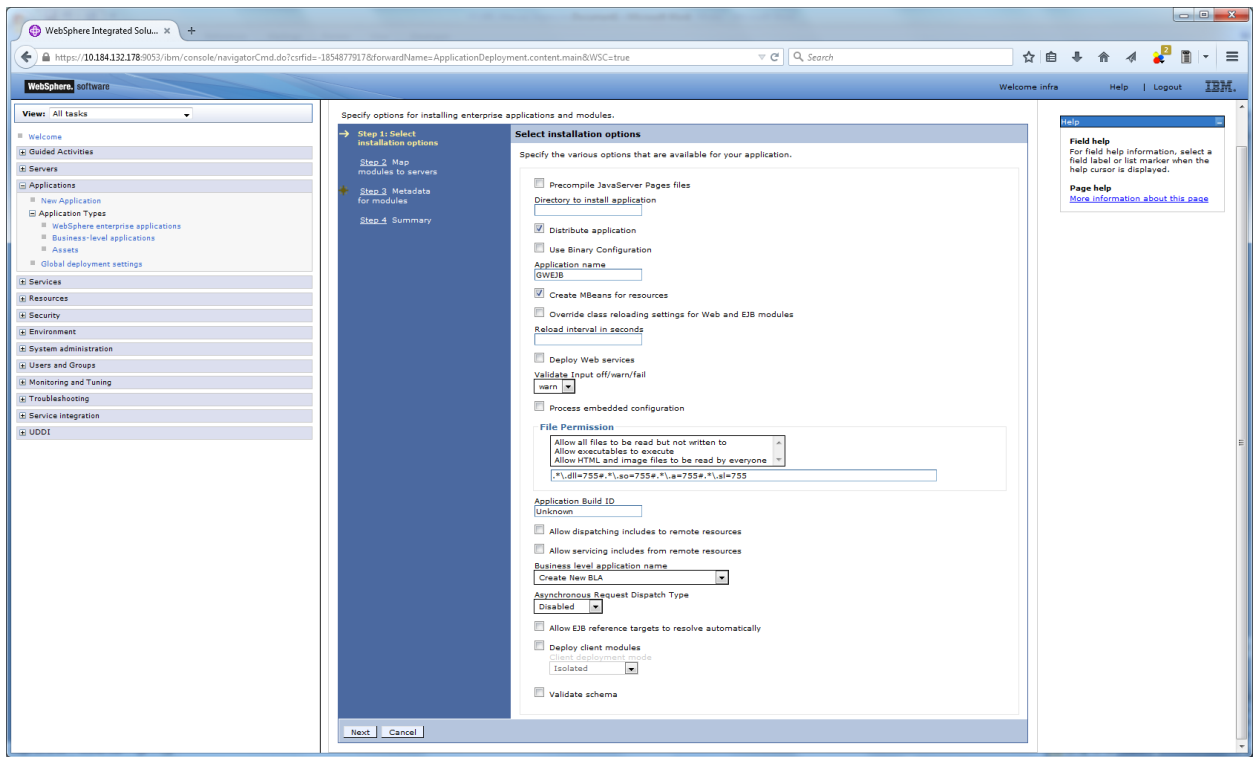 WebSphere Integrated Solu... × +
https://10.184.132.178:9053/ibm/console/navigatorCmd.do?csrfid=-1854877917&forwardName=ApplicationDeployment.content.main&WSC=true
Search
2
WebSphere. software
Welcome infra
Help | Logout
IBM.
View: All tasks
Welcome
Guided Activities
Servers
Applications
New Application
Application Types
WebSphere enterprise applications
Business-level applications
Assets
Global deployment settings
Services
Resources
Security
Environment
System administration
Users and Groups
Monitoring and Tuning
Troubleshooting
Service integration
UDDI
Specify options for installing enterprise applications and modules.
Step 1: Select
installation options
Step 2 Map
modules to servers
Step 3 Metadata
for modules
Step 4 Summary
Select installation options
Specify the various options that are available for your application.
Precompile JavaServer Pages files
Directory to install application
Distribute application
Use Binary Configuration
Application name
GWEJB
Create MBeans for resources
Override class reloading settings for Web and EJB modules
Reload interval in seconds
Deploy Web services
Validate Input off/warn/fail
warn
Process embedded configuration
File Permission
Allow all files to be read but not written to
Allow executables to execute
Allow HTML and image files to be read by everyone
.*\.dll=755#.*\.so=755#.*\.a=755#.*\.sl=755
Application Build ID
Unknown
Allow dispatching includes to remote resources
Allow servicing includes from remote resources
Business level application name
Create New BLA
Asynchronous Request Dispatch Type
Disabled
Allow EJB reference targets to resolve automatically
Deploy client modules
Client deployment mode
Isolated
Validate schema
Next Cancel
Help
Field help
For field help information, select a
field label or list marker when the
help cursor is displayed.
Page help
More information about this page